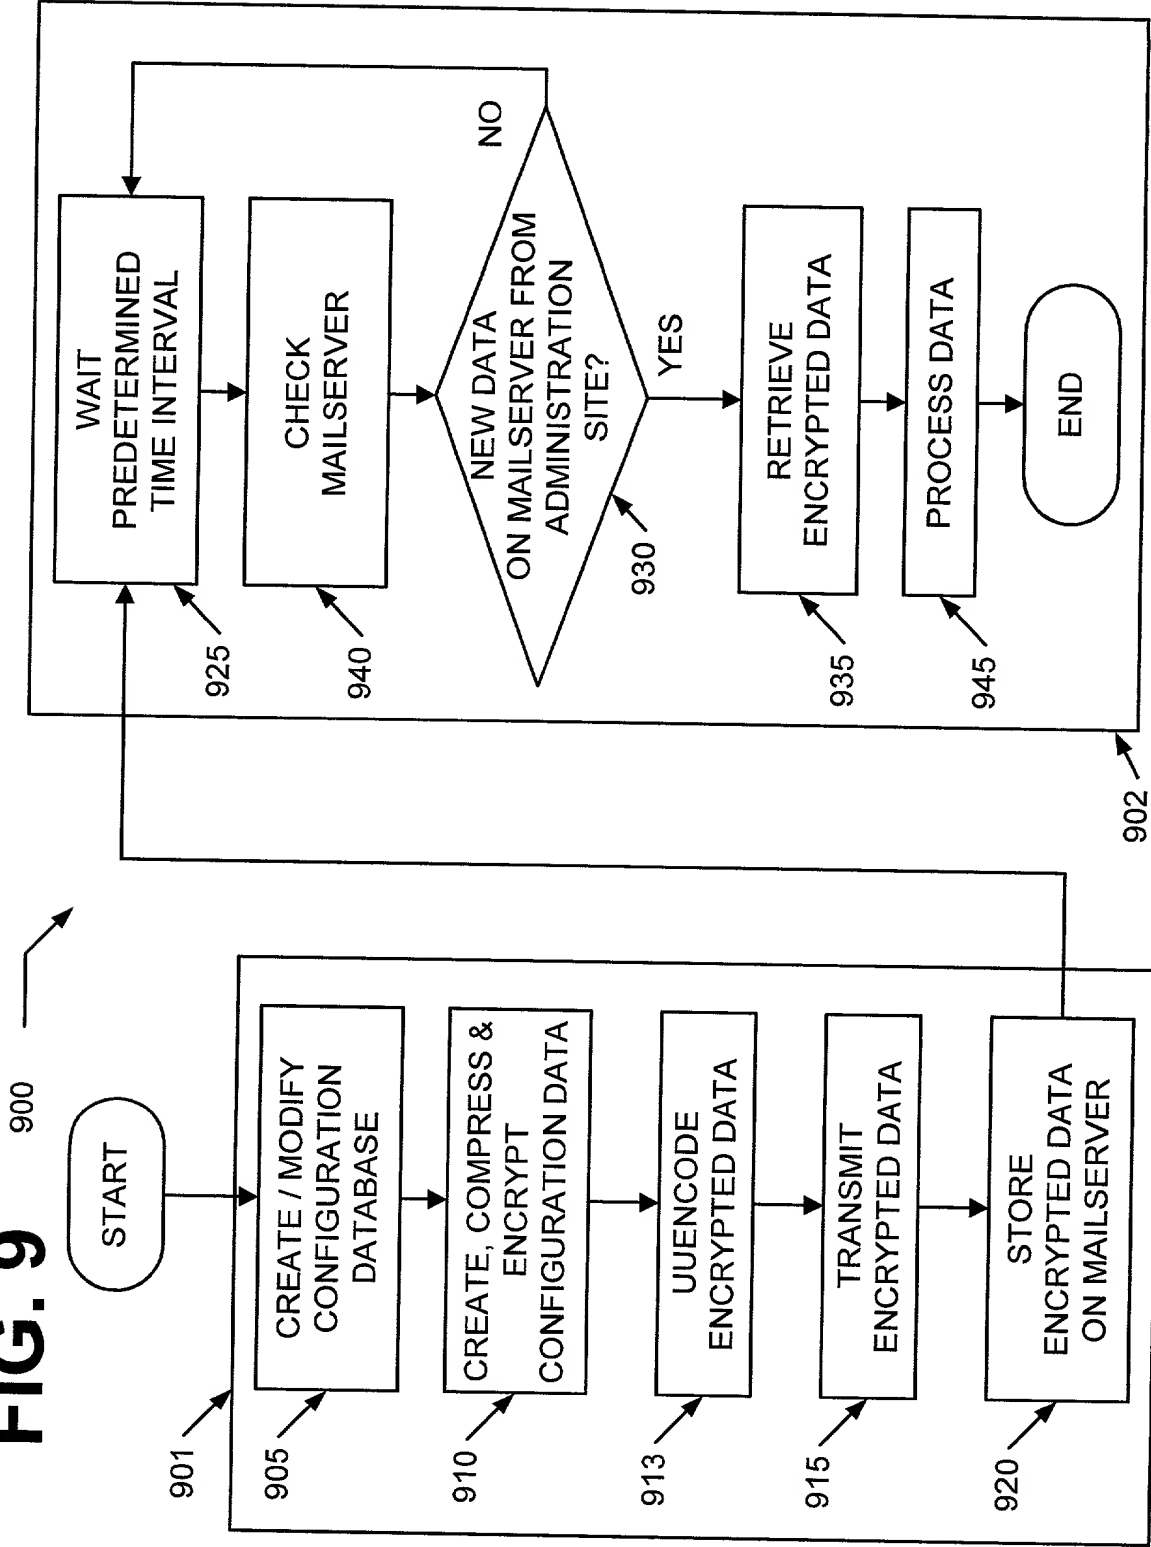 FIG. 9
900
START
901
CREATE / MODIFY
CONFIGURATION
DATABASE
905
CREATE, COMPRESS &
ENCRYPT
CONFIGURATION DATA
910
UUENCODE
ENCRYPTED DATA
913
TRANSMIT
ENCRYPTED DATA
915
STORE
ENCRYPTED DATA
ON MAILSERVER
920
WAIT
PREDETERMINED
TIME INTERVAL
925
CHECK
MAILSERVER
940
NO
NEW DATA
ON MAILSERVER FROM
ADMINISTRATION
SITE?
930
YES
RETRIEVE
ENCRYPTED DATA
935
PROCESS DATA
945
END
902